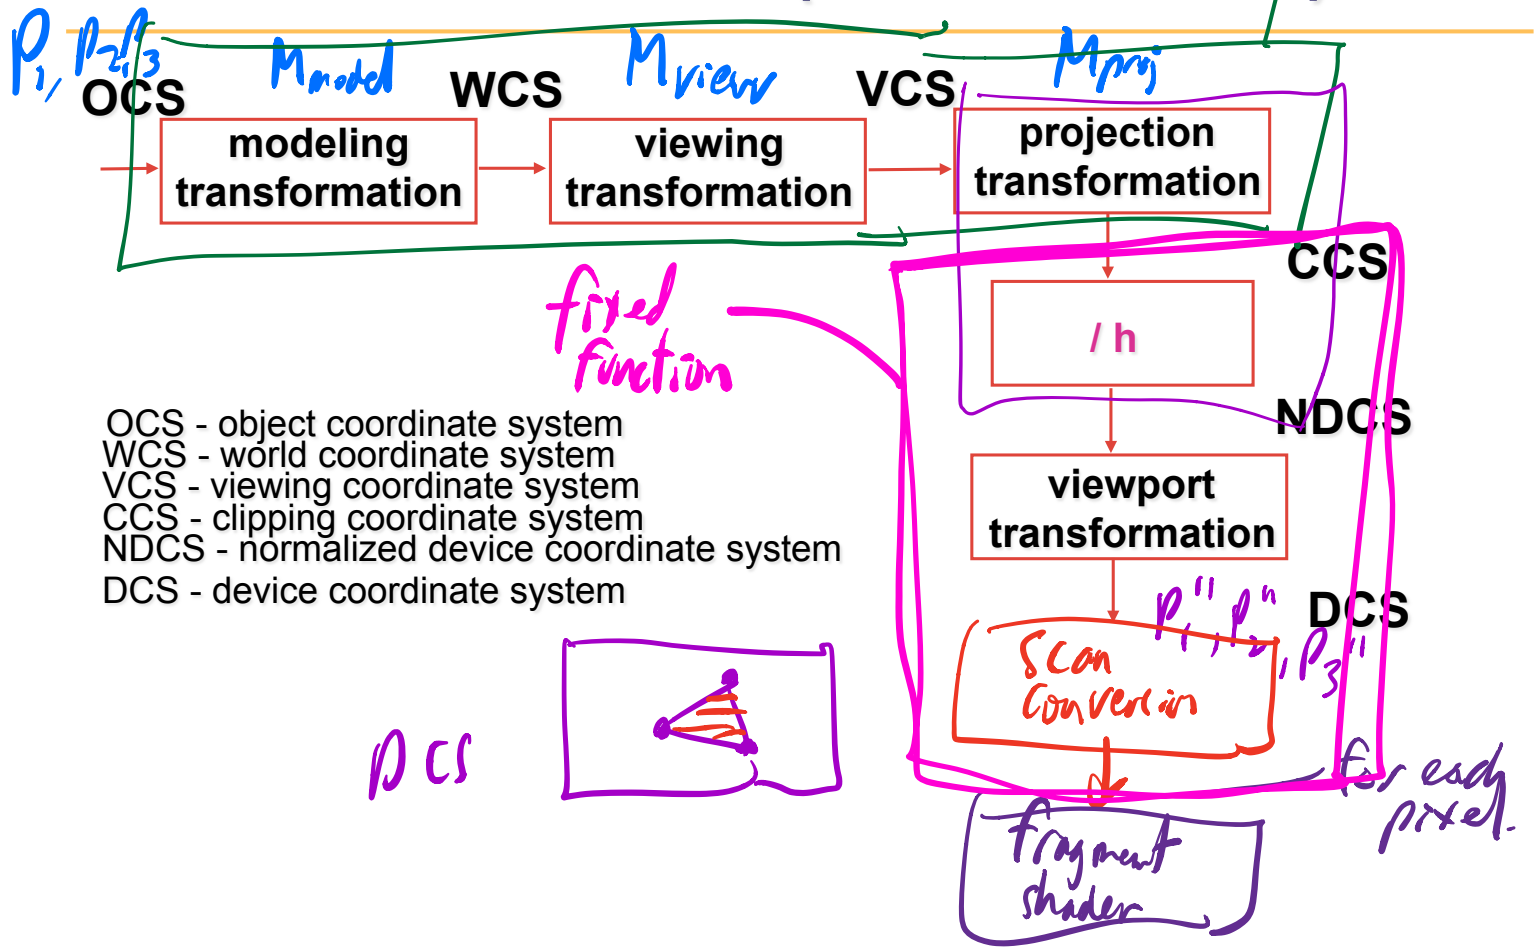 P1, P2, P3
Mmodel
Mview
Mproj
OCS
WCS
VCS
modeling
transformation
viewing
transformation
projection
transformation
CCS
fixed
function
/ h
NDCS
OCS - object coordinate system
WCS - world coordinate system
VCS - viewing coordinate system
CCS - clipping coordinate system
NDCS - normalized device coordinate system
DCS - device coordinate system
viewport
transformation
DCS
P1", P2", P3"
Scan
Conversion
DCS
for each
pixel.
fragment
shader